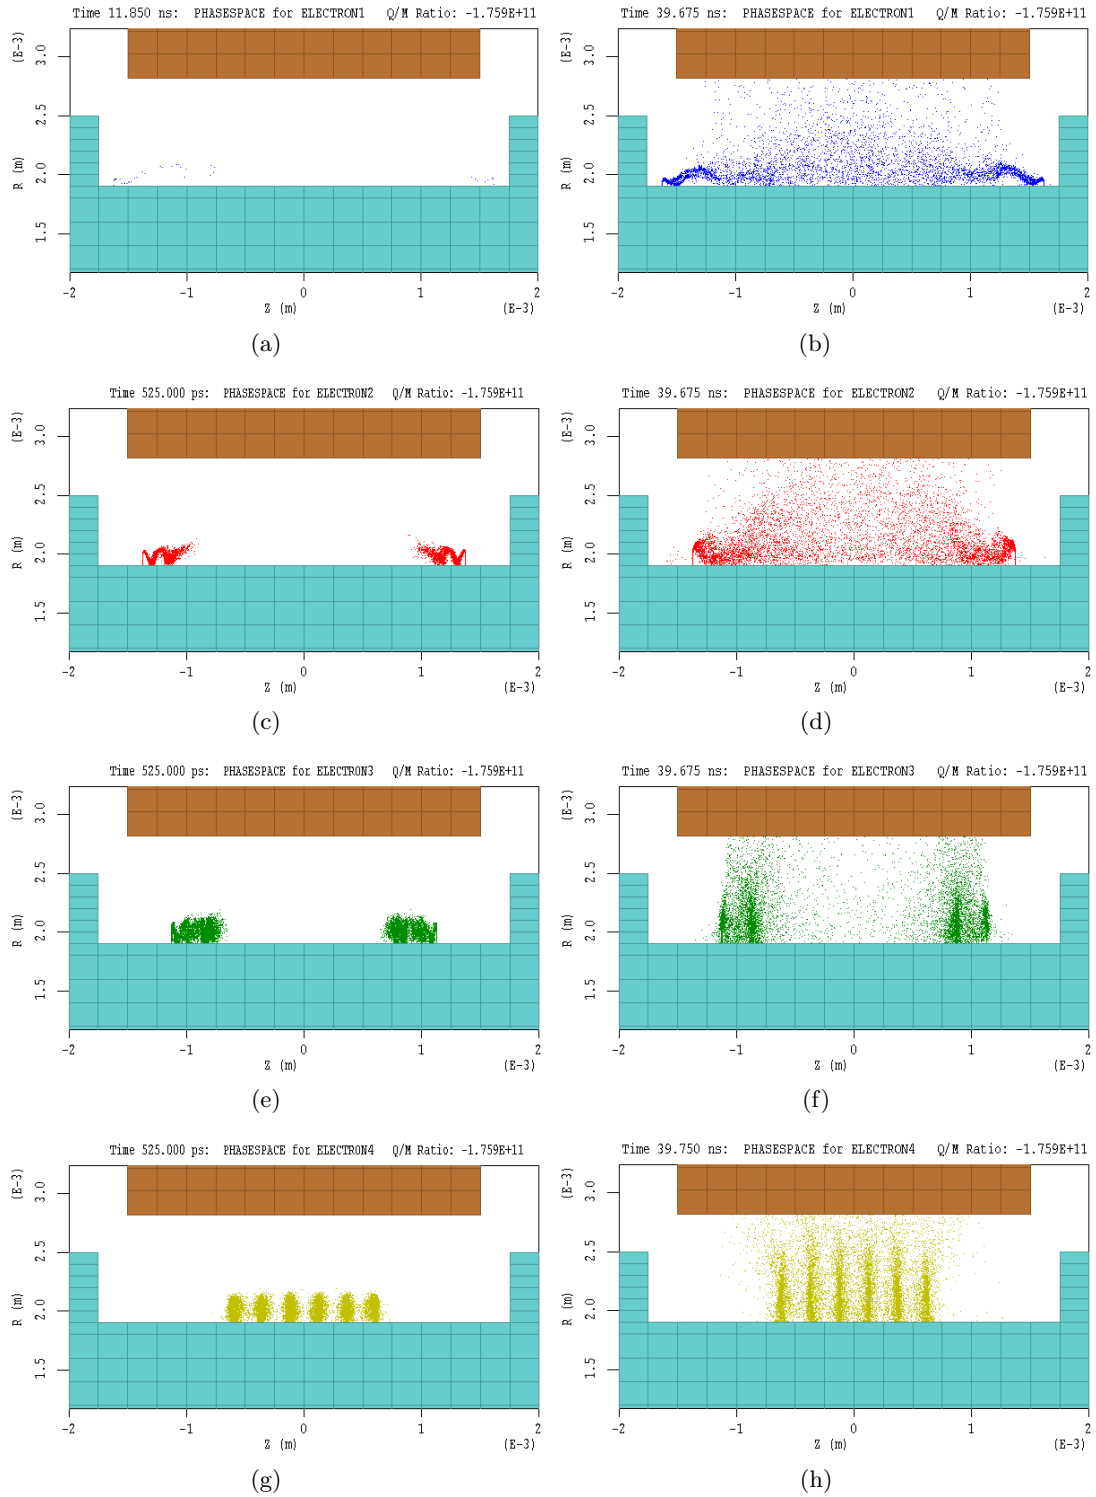 Time 11.850 ns:  PHASESPACE for ELECTRON1   Q/M Ratio: -1.759E+11
(E-3)
3.0
2.5
2.0
1.5
R (m)
-2 -1 0 1 2
Z (m) (E-3)
(a)
Time 39.675 ns:  PHASESPACE for ELECTRON1   Q/M Ratio: -1.759E+11
(E-3)
3.0
2.5
2.0
1.5
R (m)
-2 -1 0 1 2
Z (m) (E-3)
(b)
Time 525.000 ps:  PHASESPACE for ELECTRON2   Q/M Ratio: -1.759E+11
(E-3)
3.0
2.5
2.0
1.5
R (m)
-2 -1 0 1 2
Z (m) (E-3)
(c)
Time 39.675 ns:  PHASESPACE for ELECTRON2   Q/M Ratio: -1.759E+11
(E-3)
3.0
2.5
2.0
1.5
R (m)
-2 -1 0 1 2
Z (m) (E-3)
(d)
Time 525.000 ps:  PHASESPACE for ELECTRON3   Q/M Ratio: -1.759E+11
(E-3)
3.0
2.5
2.0
1.5
R (m)
-2 -1 0 1 2
Z (m) (E-3)
(e)
Time 39.675 ns:  PHASESPACE for ELECTRON3   Q/M Ratio: -1.759E+11
(E-3)
3.0
2.5
2.0
1.5
R (m)
-2 -1 0 1 2
Z (m) (E-3)
(f)
Time 525.000 ps:  PHASESPACE for ELECTRON4   Q/M Ratio: -1.759E+11
(E-3)
3.0
2.5
2.0
1.5
R (m)
-2 -1 0 1 2
Z (m) (E-3)
(g)
Time 39.750 ns:  PHASESPACE for ELECTRON4   Q/M Ratio: -1.759E+11
(E-3)
3.0
2.5
2.0
1.5
R (m)
-2 -1 0 1 2
Z (m) (E-3)
(h)